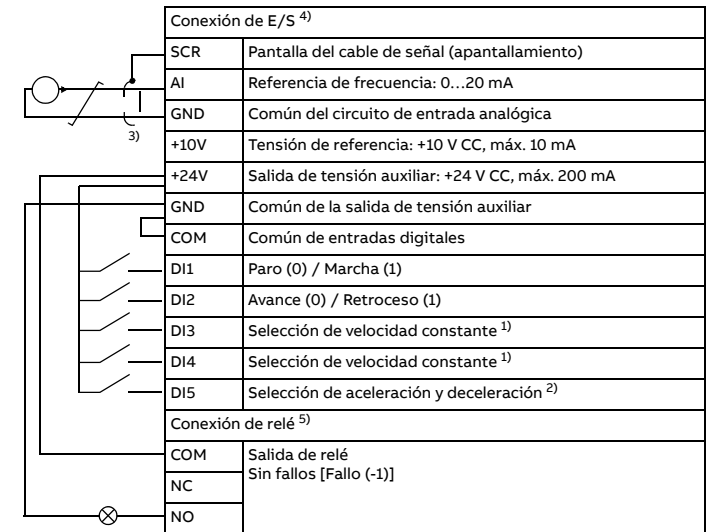 Conexión de E/S 4)
SCR Pantalla del cable de señal (apantallamiento)
AI Referencia de frecuencia: 0…20 mA
GND Común del circuito de entrada analógica
3)
+10V Tensión de referencia: +10 V CC, máx. 10 mA
+24V Salida de tensión auxiliar: +24 V CC, máx. 200 mA
GND Común de la salida de tensión auxiliar
COM Común de entradas digitales
DI1 Paro (0) / Marcha (1)
DI2 Avance (0) / Retroceso (1)
DI3 Selección de velocidad constante 1)
DI4 Selección de velocidad constante 1)
DI5 Selección de aceleración y deceleración 2)
Conexión de relé 5)
COM Salida de relé
Sin fallos [Fallo (-1)]
NC
NO